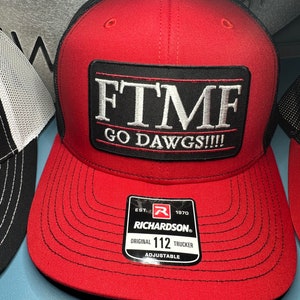 FTMF
GO DAWGS!!!!
EST. R 1970
RICHARDSON
ORIGINAL 112 TRUCKER
ADJUSTABLE